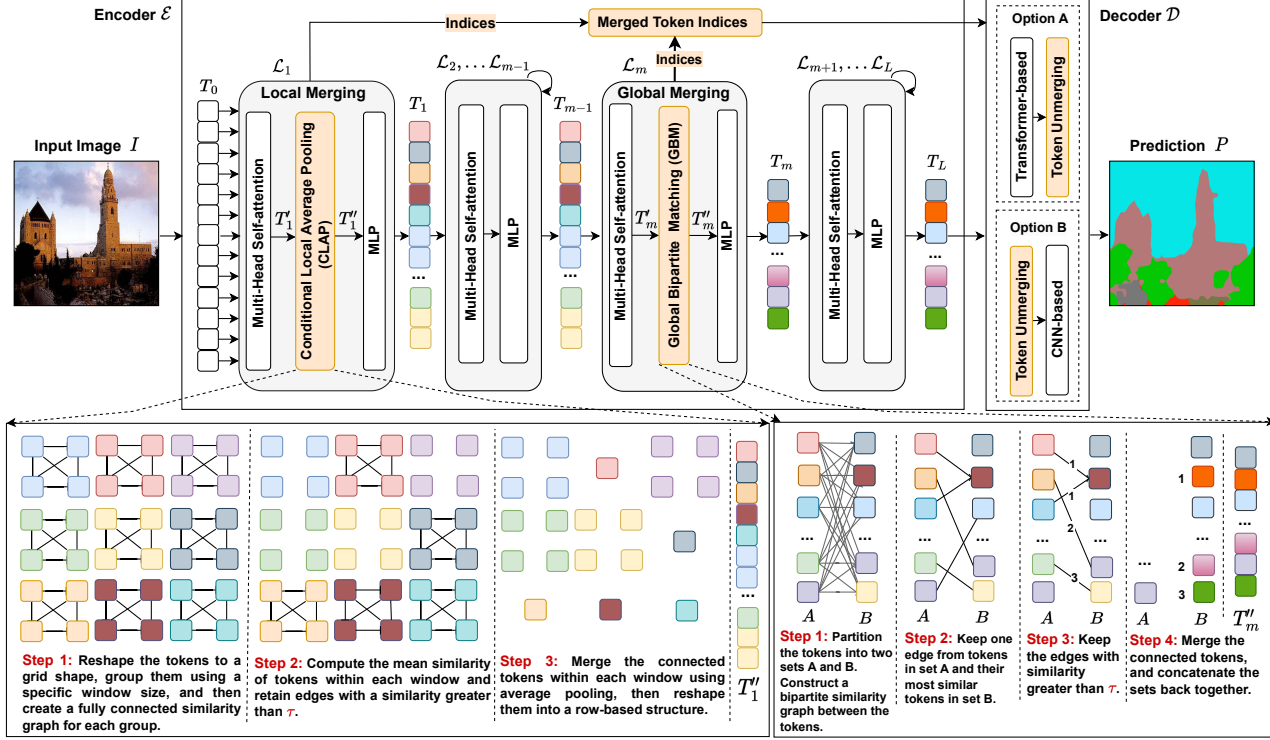 Encoder ℰ
Indices
Merged Token Indices
Indices
Decoder 𝒟
Option A
Transformer-based
Token Unmerging
Option B
Token Unmerging
CNN-based
Input Image I
T₀
ℒ₁
Local Merging
Multi-Head Self-attention
T₁′
Conditional Local Average Pooling
(CLAP)
T₁″
MLP
T₁
...
ℒ₂, … ℒₘ₋₁
Multi-Head Self-attention
MLP
Tₘ₋₁
...
ℒₘ
Global Merging
Multi-Head Self-attention
Tₘ′
Global Bipartite Matching (GBM)
Tₘ″
MLP
Tₘ
...
ℒₘ₊₁, … ℒ_L
Multi-Head Self-attention
MLP
T_L
...
Prediction P
Step 1: Reshape the tokens to a
grid shape, group them using a
specific window size, and then
create a fully connected similarity
graph for each group.
Step 2: Compute the mean similarity
of tokens within each window and
retain edges with a similarity greater
than τ.
Step 3: Merge the connected
tokens within each window using
average pooling, then reshape
them into a row-based structure.
...
T₁″
...
...
A
B
Step 1: Partition
the tokens into two
sets A and B.
Construct a
bipartite similarity
graph between the
tokens.
...
...
A
B
Step 2: Keep one
edge from tokens
in set A and their
most similar
tokens in set B.
1
1
2
3
...
...
A
B
Step 3: Keep
the edges with
similarity
greater than τ.
1
...
...
2
3
A
B
Step 4: Merge the
connected tokens,
and concatenate the
sets back together.
...
Tₘ″